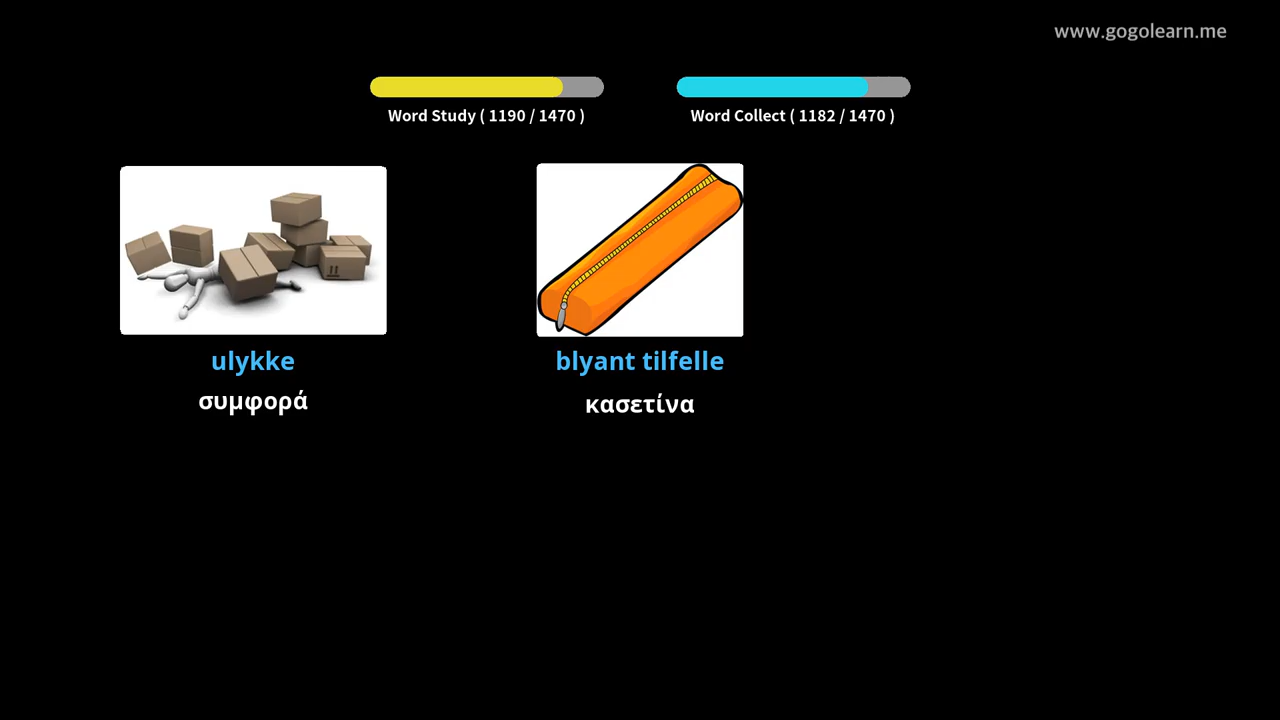 www.gogolearn.me
Word Study ( 1190 / 1470 )
Word Collect ( 1182 / 1470 )
ulykke
συμφορά
blyant tilfelle
κασετίνα